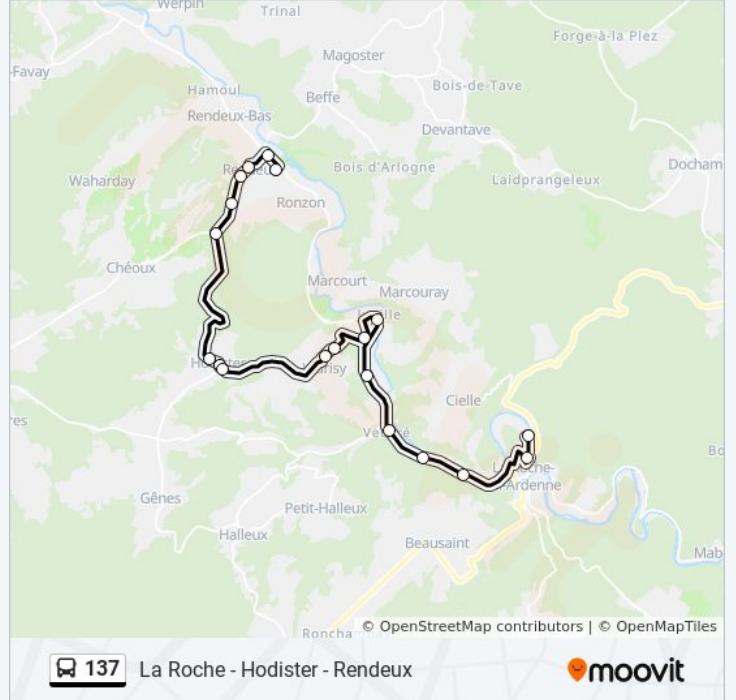 Werpin
Trinal
Forge-à-la Plez
Magoster
-Favay
Bois-de-Tave
Hamoul
Beffe
Rendeux-Bas
Devantave
Bois d'Arlogne
Docham
Waharday
Laidprangeleux
Ronzon
Chéoux
Marcourt
Marcouray
Cielle
Gênes
Petit-Halleux
Ardenne
Halleux
Beausaint
Mab
© OpenStreetMap contributors | © OpenMapTiles
137 La Roche - Hodister - Rendeux
moovit